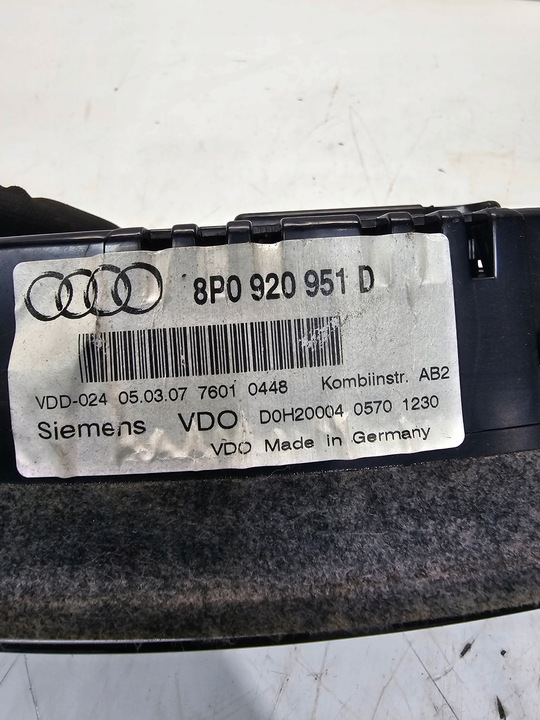 8P0 920 951 D
VDD-024 05.03.07 7601 0448 Kombiinstr. AB2
Siemens VDO D0H20004 0570 1230
VDO Made in Germany